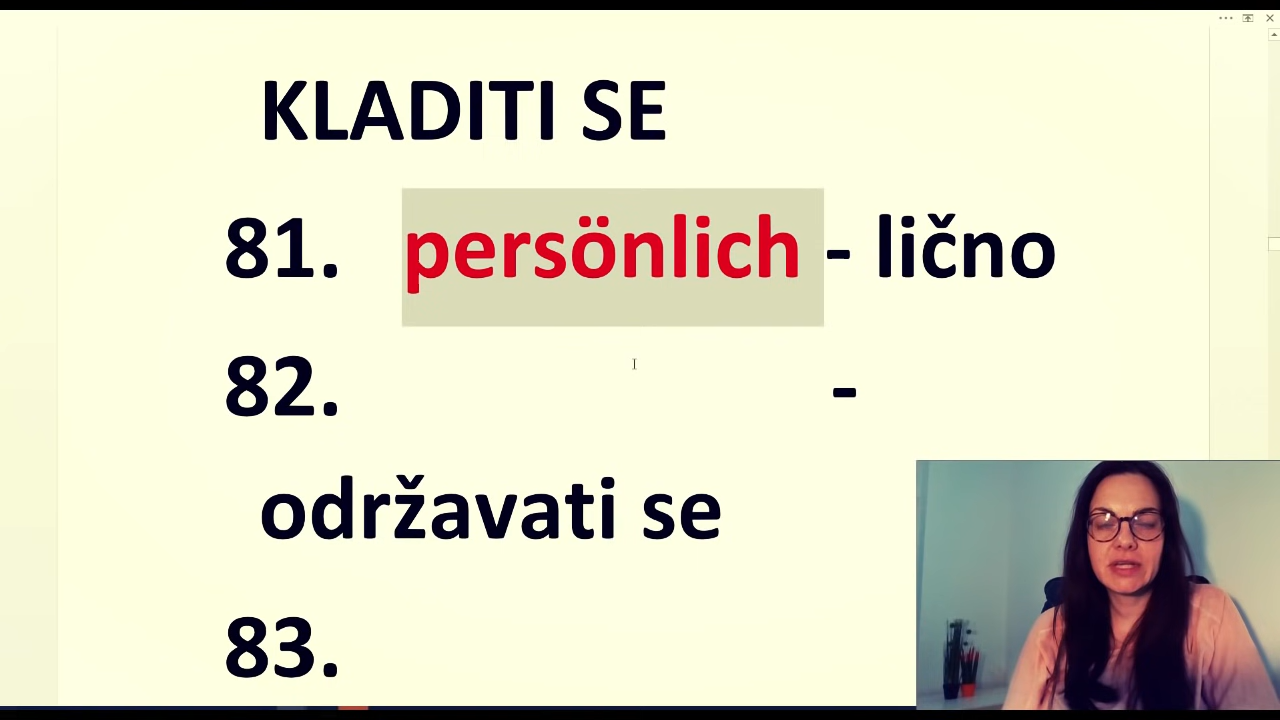 KLADITI SE
81. persönlich - lično
82. -
održavati se
83.